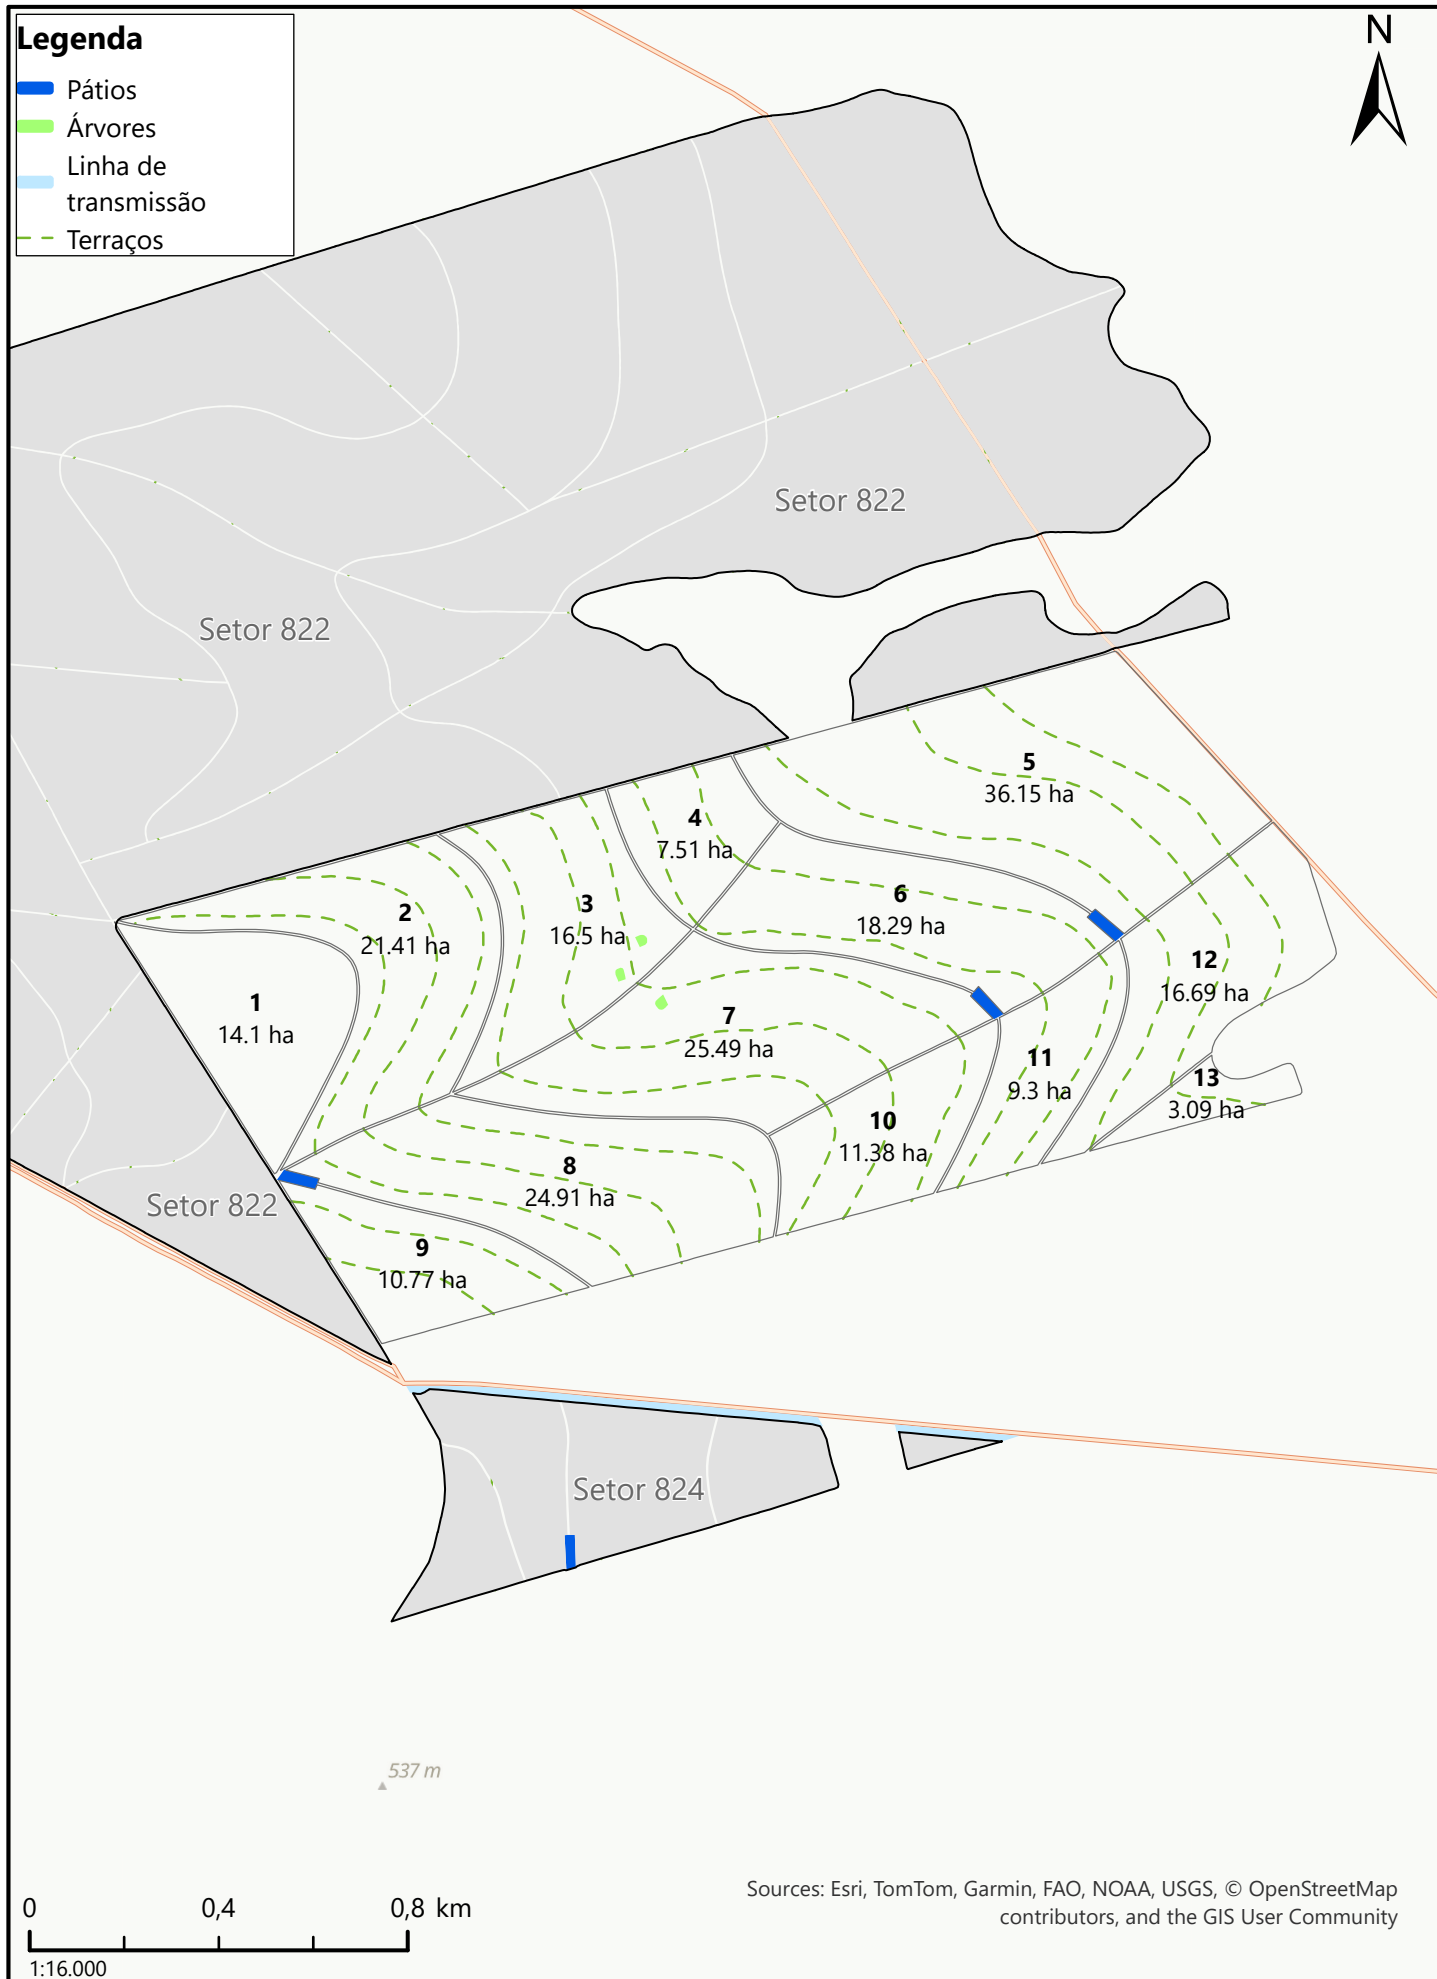 Legenda
Pátios
Árvores
Linha de
transmissão
Terraços
N
Setor 822
Setor 822
5
36.15 ha
4
7.51 ha
6
18.29 ha
3
16.5 ha
2
21.41 ha
12
16.69 ha
1
14.1 ha
7
25.49 ha
11
9.3 ha
13
3.09 ha
10
11.38 ha
8
24.91 ha
Setor 822
9
10.77 ha
Setor 824
537 m
Sources: Esri, TomTom, Garmin, FAO, NOAA, USGS, © OpenStreetMap
contributors, and the GIS User Community
0 0,4 0,8 km
1:16.000